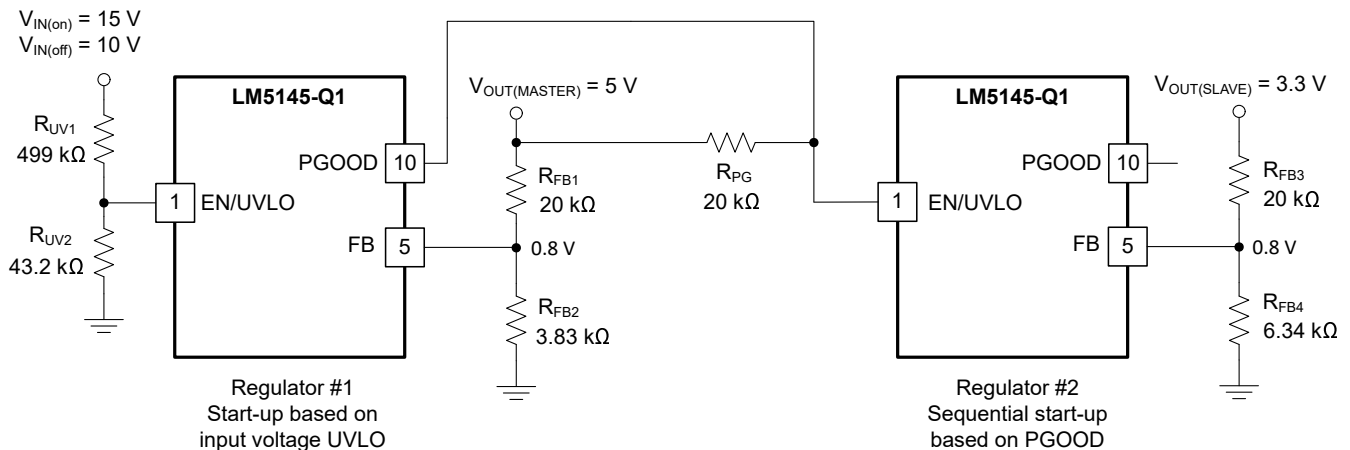 V_IN(on) = 15 V
V_IN(off) = 10 V
R_UV1
499 kΩ
R_UV2
43.2 kΩ
LM5145-Q1
PGOOD 10
1 EN/UVLO
FB 5
Regulator #1
Start-up based on
input voltage UVLO
V_OUT(MASTER) = 5 V
R_FB1
20 kΩ
0.8 V
R_FB2
3.83 kΩ
R_PG
20 kΩ
LM5145-Q1
PGOOD 10
1 EN/UVLO
FB 5
Regulator #2
Sequential start-up
based on PGOOD
V_OUT(SLAVE) = 3.3 V
R_FB3
20 kΩ
0.8 V
R_FB4
6.34 kΩ